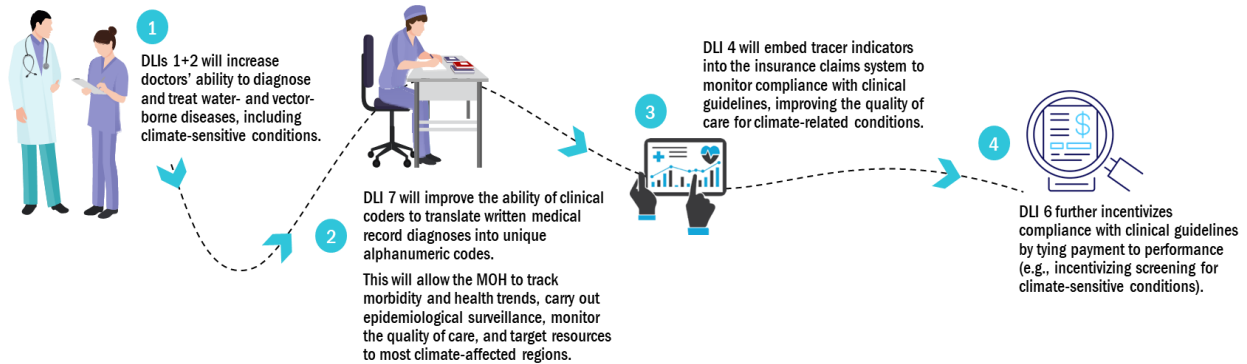 1
DLIs 1+2 will increase
doctors' ability to diagnose
and treat water- and vector-
borne diseases, including
climate-sensitive conditions.
2
DLI 7 will improve the ability of clinical
coders to translate written medical
record diagnoses into unique
alphanumeric codes.
This will allow the MOH to track
morbidity and health trends, carry out
epidemiological surveillance, monitor
the quality of care, and target resources
to most climate-affected regions.
3
DLI 4 will embed tracer indicators
into the insurance claims system to
monitor compliance with clinical
guidelines, improving the quality of
care for climate-related conditions.
4
$
DLI 6 further incentivizes
compliance with clinical guidelines
by tying payment to performance
(e.g., incentivizing screening for
climate-sensitive conditions).